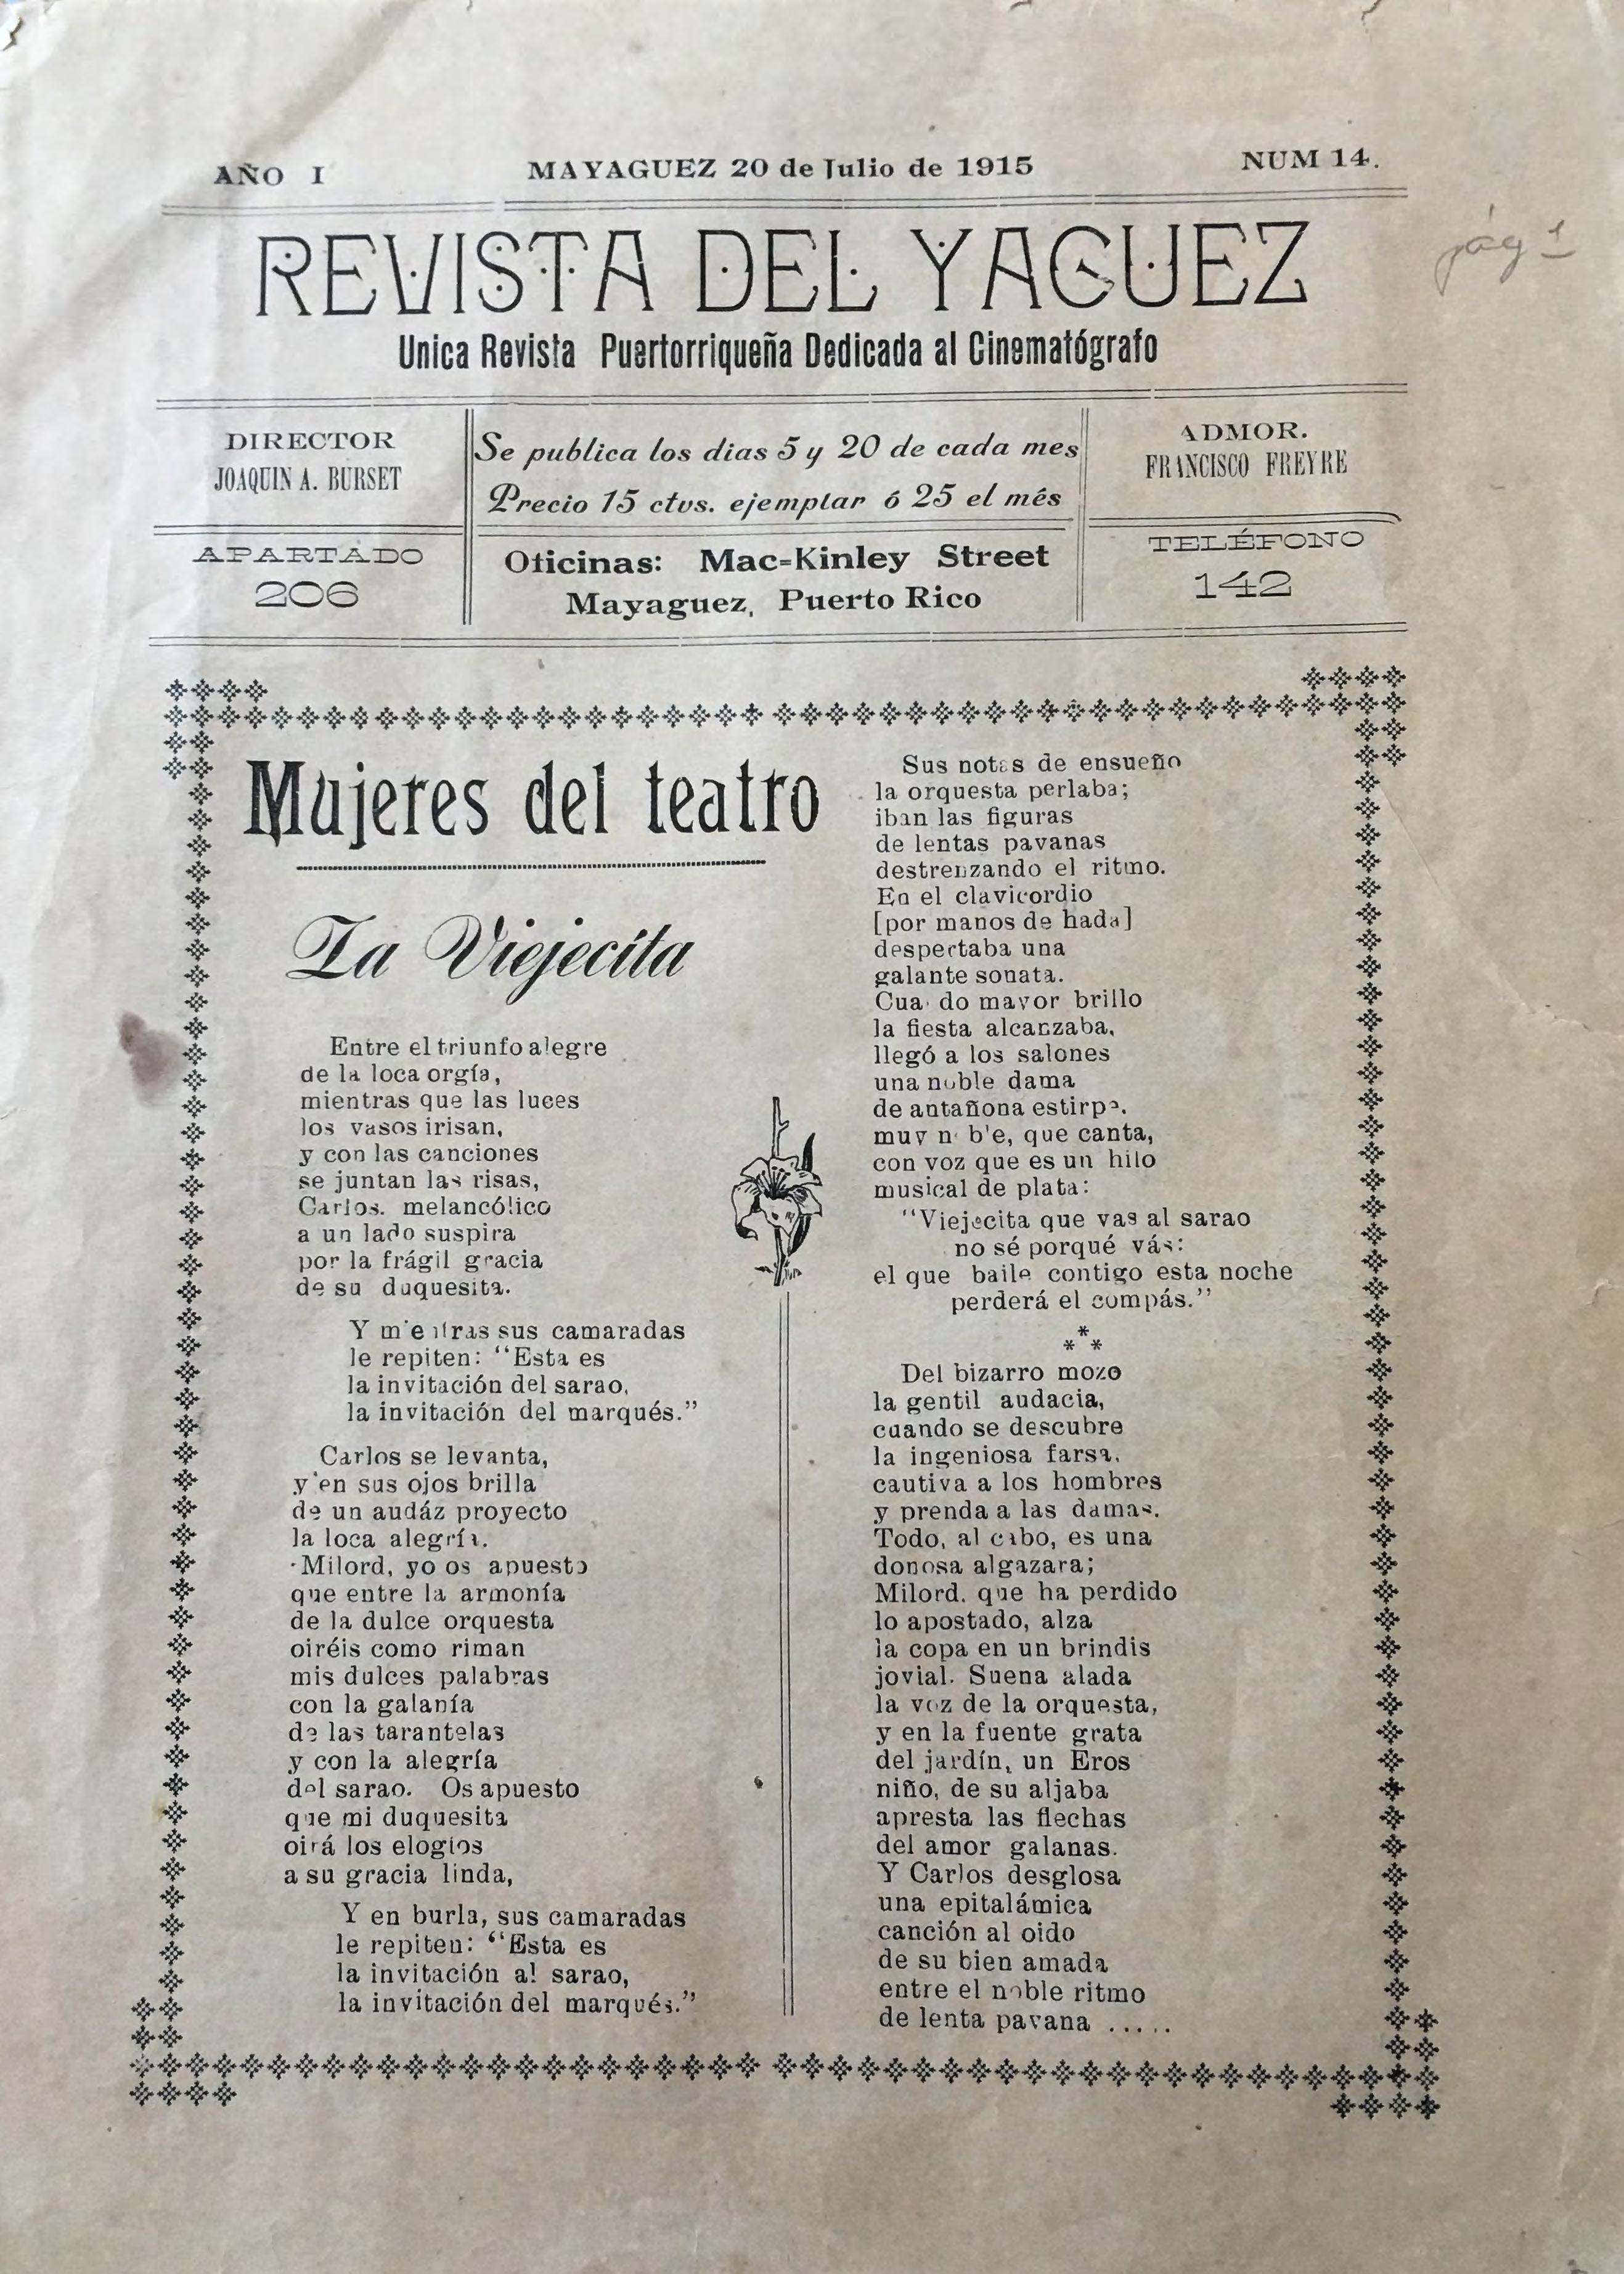 AÑO I
MAYAGUEZ 20 de Julio de 1915
NUM 14.
pág 1
REVISTA DEL YAGUEZ
Unica Revista Puertorriqueña Dedicada al Cinematógrafo
DIRECTOR
JOAQUIN A. BURSET
Se publica los dias 5 y 20 de cada mes
Precio 15 ctvs. ejemplar ó 25 el mês
ADMOR.
FRANCISCO FREYRE
APARTADO
206
Oficinas: Mac=Kinley Street
Mayaguez, Puerto Rico
TELÉFONO
142
Mujeres del teatro
La Viejecita
Entre el triunfo alegre
de la loca orgía,
mientras que las luces
los vasos irisan,
y con las canciones
se juntan las risas,
Carlos. melancólico
a un lado suspira
por la frágil gracia
de su duquesita.
Y mientras sus camaradas
le repiten: "Esta es
la invitación del sarao,
la invitación del marqués."
Carlos se levanta,
y en sus ojos brilla
de un audáz proyecto
la loca alegría.
·Milord, yo os apuesto
que entre la armonía
de la dulce orquesta
oiréis como riman
mis dulces palabras
con la galanía
de las tarantelas
y con la alegría
del sarao. Os apuesto
que mi duquesita
oirá los elogios
a su gracia linda,
Y en burla, sus camaradas
le repiten: "Esta es
la invitación al sarao,
la invitación del marqués."
Sus notas de ensueño
la orquesta perlaba;
iban las figuras
de lentas pavanas
destrenzando el ritmo.
En el clavicordio
[por manos de hada]
despertaba una
galante sonata.
Cuando mayor brillo
la fiesta alcanzaba,
llegó a los salones
una noble dama
de antañona estirpe.
muy noble, que canta,
con voz que es un hilo
musical de plata:
"Viejecita que vas al sarao
no sé porqué vás:
el que baile contigo esta noche
perderá el compás."
***
Del bizarro mozo
la gentil audacia,
cuando se descubre
la ingeniosa farsa,
cautiva a los hombres
y prenda a las damas.
Todo, al cabo, es una
donosa algazara;
Milord. que ha perdido
lo apostado, alza
la copa en un brindis
jovial. Suena alada
la voz de la orquesta,
y en la fuente grata
del jardín, un Eros
niño, de su aljaba
apresta las flechas
del amor galanas.
Y Carlos desglosa
una epitalámica
canción al oido
de su bien amada
entre el noble ritmo
de lenta pavana .....